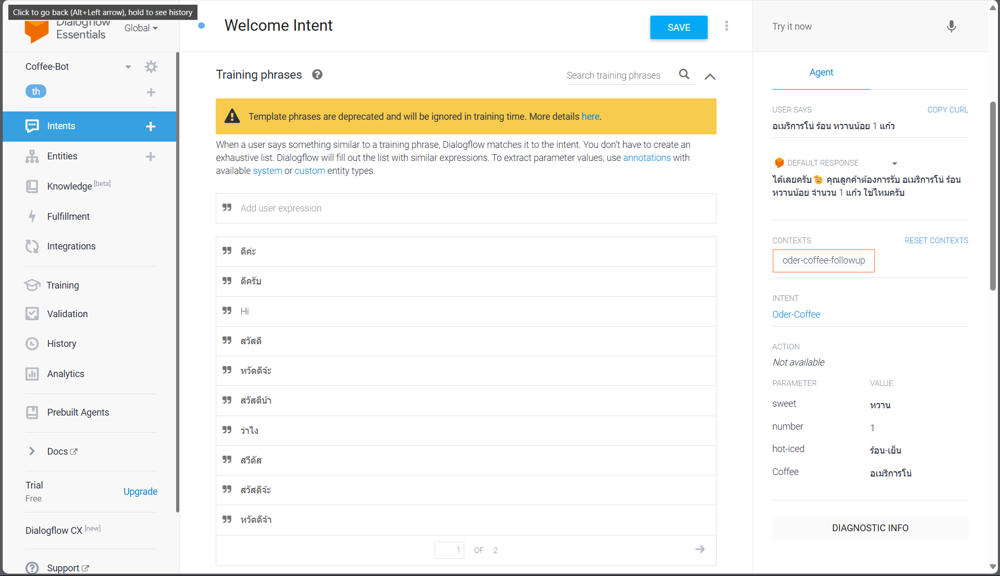 Click to go back (Alt+Left arrow), hold to see history
Dialogflow
Essentials
Global
Coffee-Bot
th
Intents
Entities
Knowledge [beta]
Fulfillment
Integrations
Training
Validation
History
Analytics
Prebuilt Agents
Docs
Trial
Free
Upgrade
Dialogflow CX [new]
Support
Welcome Intent
SAVE
Training phrases
Search training phrases
Template phrases are deprecated and will be ignored in training time. More details here.
When a user says something similar to a training phrase, Dialogflow matches it to the intent. You don’t have to create an
exhaustive list. Dialogflow will fill out the list with similar expressions. To extract parameter values, use annotations with
available system or custom entity types.
Add user expression
ดีค่ะ
ดีครับ
Hi
สวัสดี
หวัดดีจ้ะ
สวัสดีน้า
ว่าไง
สวีดัส
สวัสดีจ้ะ
หวัดดีจ้า
1 OF 2
Try it now
Agent
USER SAYS COPY CURL
อเมริการโน่ ร้อน หวานน้อย 1 แก้ว
DEFAULT RESPONSE
ได้เลยครับ🫡 คุณลูกค้าต้องการรับ อเมริการโน่ ร้อน
หวานน้อย จำนวน 1 แก้ว ใช่ไหมครับ
CONTEXTS RESET CONTEXTS
oder-coffee-followup
INTENT
Oder-Coffee
ACTION
Not available
PARAMETER VALUE
sweet หวาน
number 1
hot-iced ร้อน-เย็น
Coffee อเมริการโน่
DIAGNOSTIC INFO